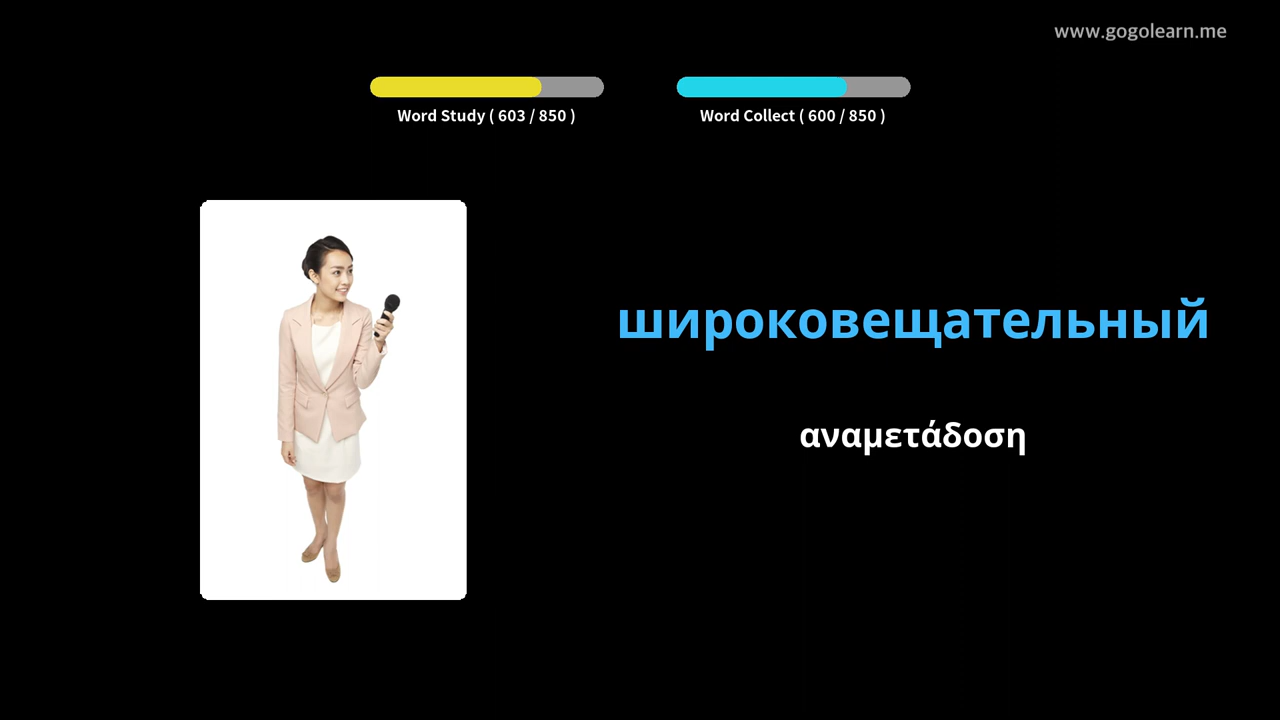 www.gogolearn.me
Word Study ( 603 / 850 )
Word Collect ( 600 / 850 )
широковещательный
αναμετάδοση